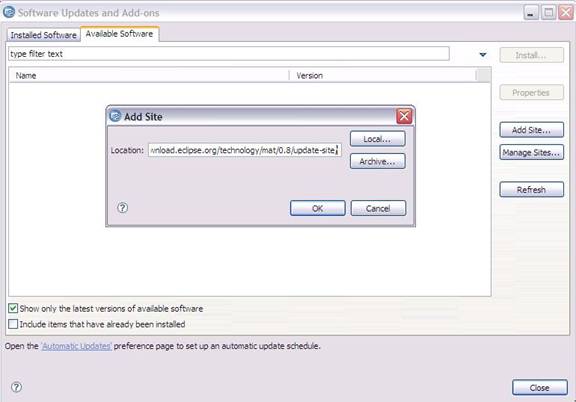 Software Updates and Add-ons
Installed Software
Available Software
type filter text
Install...
Name
Version
Properties
Add Site
Location:
wnload.eclipse.org/technology/mat/0.8/update-site/
Local...
Archive...
Add Site...
Manage Sites...
Refresh
?
OK
Cancel
Show only the latest versions of available software
Include items that have already been installed
Open the 'Automatic Updates' preference page to set up an automatic update schedule.
?
Close